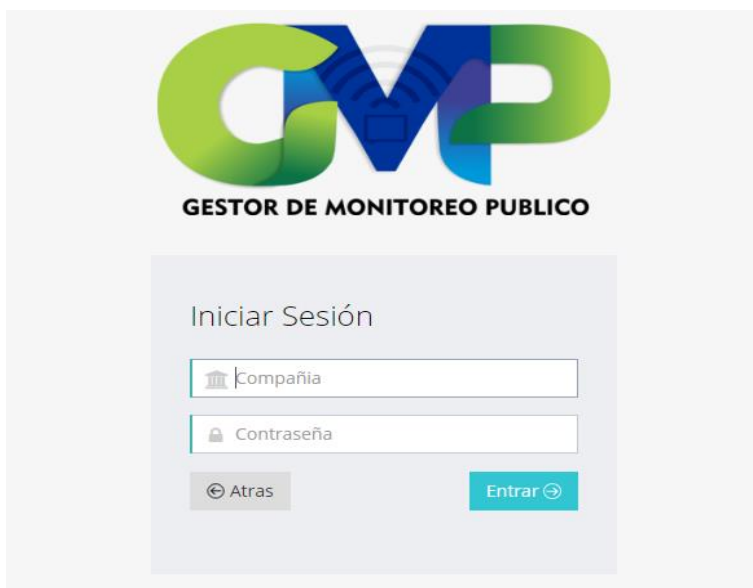 GMP
GESTOR DE MONITOREO PUBLICO
Iniciar Sesión
Compañia
Contraseña
Atras
Entrar